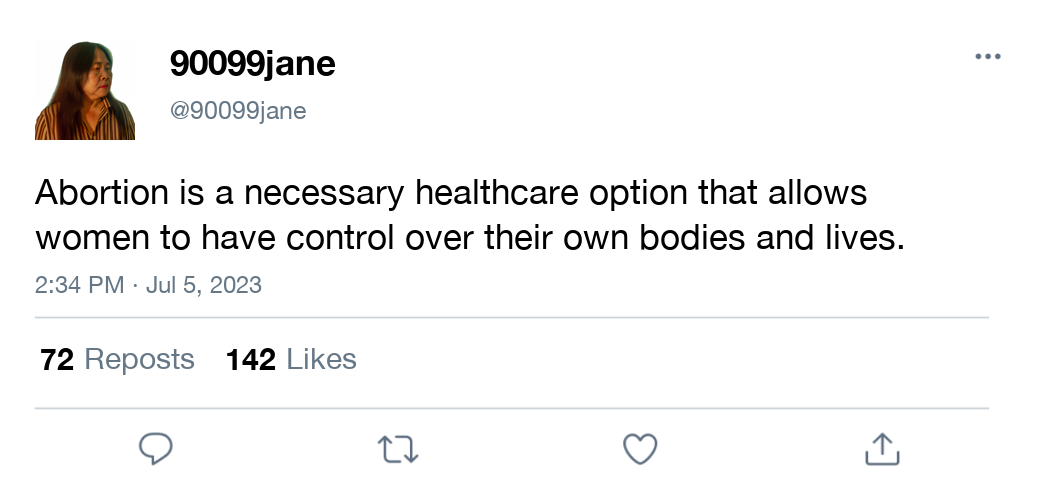 90099jane
@90099jane
Abortion is a necessary healthcare option that allows
women to have control over their own bodies and lives.
2:34 PM · Jul 5, 2023
72 Reposts 142 Likes